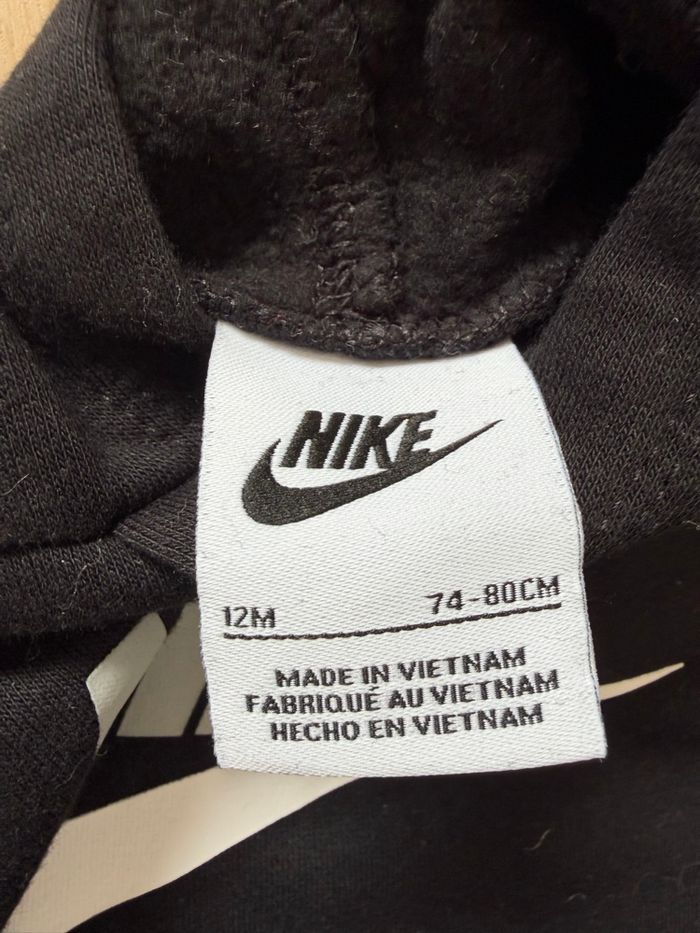 NIKE
12M 74-80CM
MADE IN VIETNAM
FABRIQUÉ AU VIETNAM
HECHO EN VIETNAM